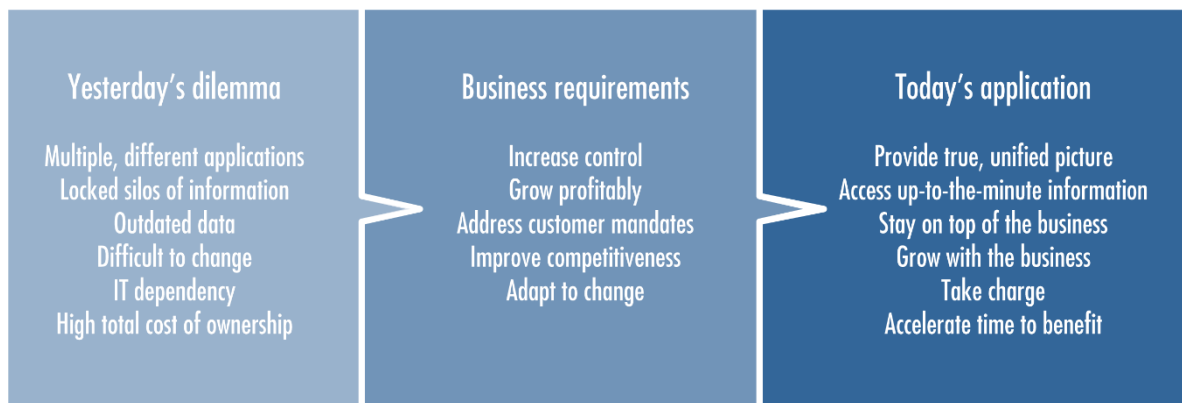 Yesterday’s dilemma
Multiple, different applications
Locked silos of information
Outdated data
Difficult to change
IT dependency
High total cost of ownership
Business requirements
Increase control
Grow profitably
Address customer mandates
Improve competitiveness
Adapt to change
Today’s application
Provide true, unified picture
Access up-to-the-minute information
Stay on top of the business
Grow with the business
Take charge
Accelerate time to benefit